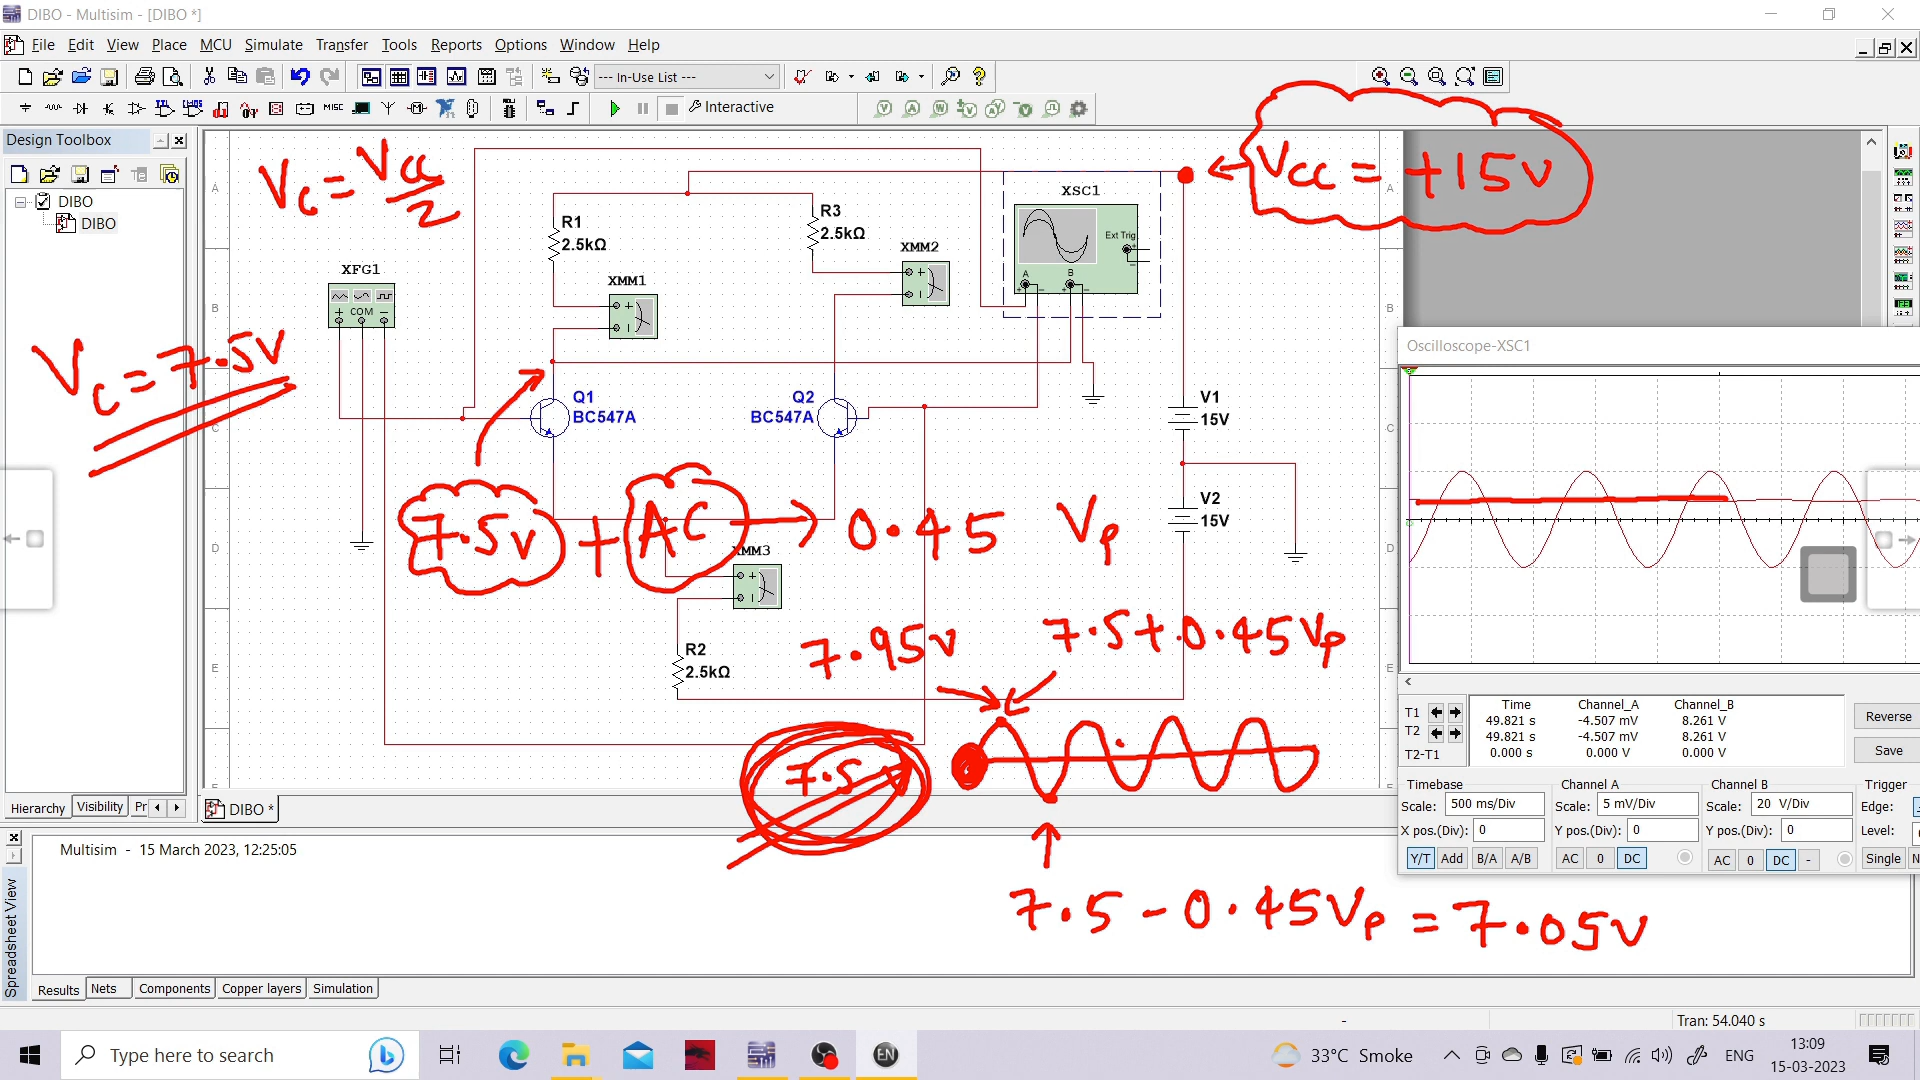 DIBO - Multisim - [DIBO *]
File Edit View Place MCU Simulate Transfer Tools Reports Options Window Help
--- In-Use List ---
MISC
Interactive
Design Toolbox
DIBO
DIBO
Vc = Vcc/2
Vcc = +15V
Vc = 7.5V
A
B
C
D
E
A
B
C
D
E
XFG1
COM
R1
2.5kΩ
R3
2.5kΩ
XMM1
XMM2
XSC1
Ext Trig
A B
Q1
BC547A
Q2
BC547A
V1
15V
V2
15V
XMM3
R2
2.5kΩ
7.5V + AC → 0.45 Vp
7.95V
7.5+0.45Vp
7.5
7.5 - 0.45Vp = 7.05V
Oscilloscope-XSC1
T1
T2
T2-T1
Time Channel_A Channel_B
49.821 s -4.507 mV 8.261 V
49.821 s -4.507 mV 8.261 V
0.000 s 0.000 V 0.000 V
Reverse
Save
Timebase
Scale: 500 ms/Div
X pos.(Div): 0
Y/T Add B/A A/B
Channel A
Scale: 5 mV/Div
Y pos.(Div): 0
AC 0 DC
Channel B
Scale: 20 V/Div
Y pos.(Div): 0
AC 0 DC -
Trigger
Edge:
Level:
Single
Hierarchy Visibility Pr
DIBO *
Multisim - 15 March 2023, 12:25:05
Spreadsheet View
Results Nets Components Copper layers Simulation
- Tran: 54.040 s
Type here to search
EN
33°C Smoke
ENG
13:09
15-03-2023